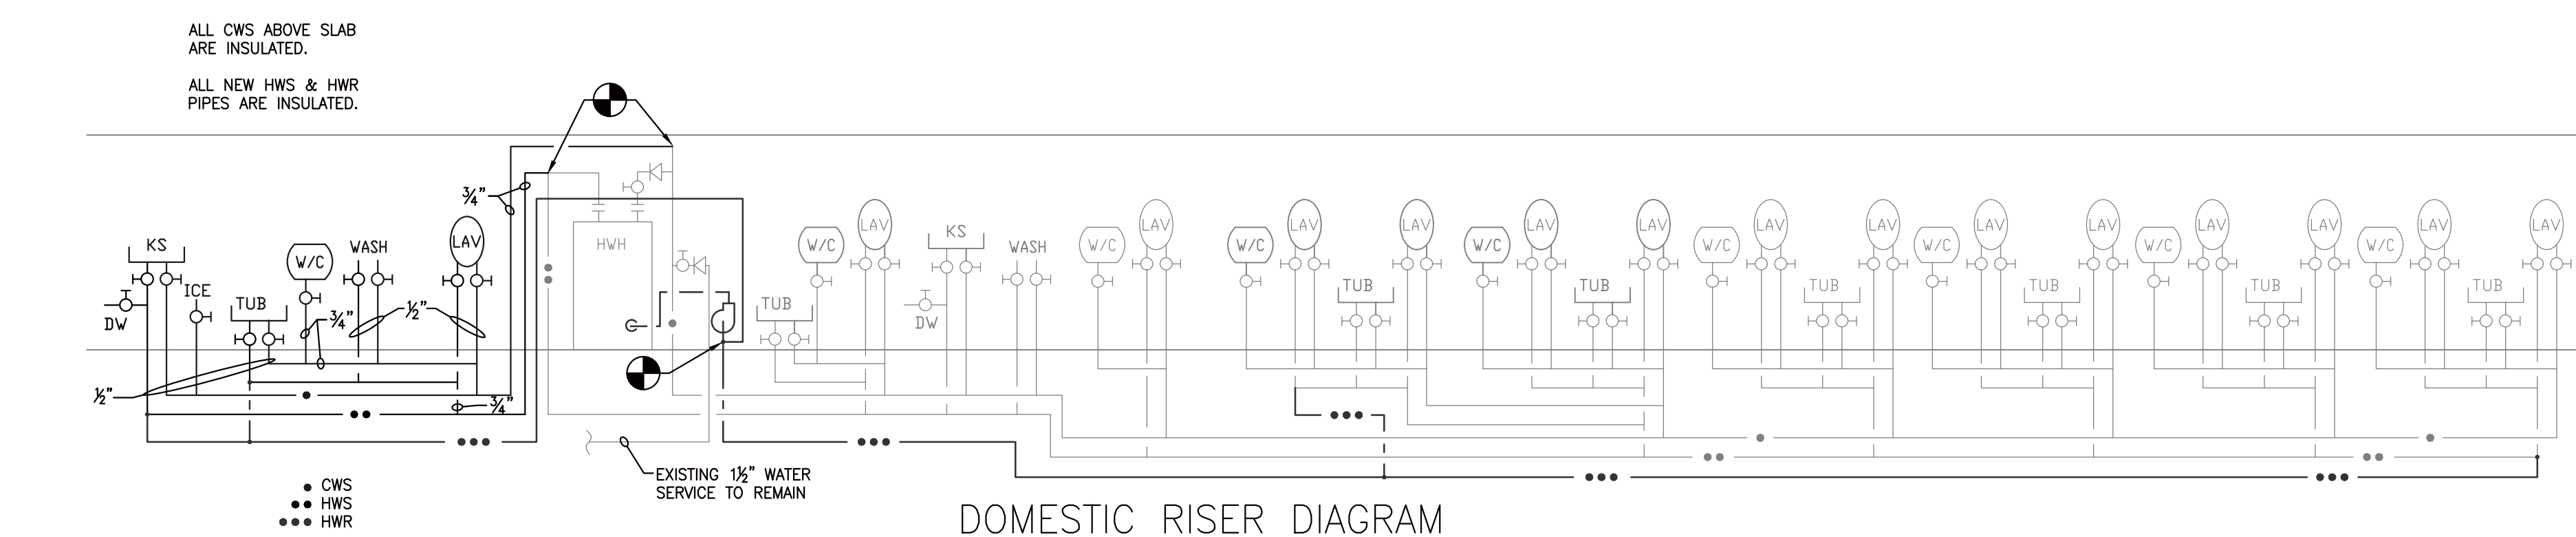 ALL CWS ABOVE SLAB
ARE INSULATED.
ALL NEW HWS & HWR
PIPES ARE INSULATED.
3/4"
KS
W/C
WASH
LAV
ICE
TUB
DW
3/4"
1/2"
1/2"
3/4"
HWH
W/C
LAV
KS
WASH
TUB
DW
W/C
LAV
W/C
LAV
TUB
LAV
W/C
LAV
TUB
LAV
W/C
LAV
TUB
LAV
W/C
LAV
TUB
LAV
W/C
LAV
TUB
LAV
W/C
LAV
TUB
LAV
EXISTING 1½" WATER
SERVICE TO REMAIN
CWS
HWS
HWR
DOMESTIC RISER DIAGRAM